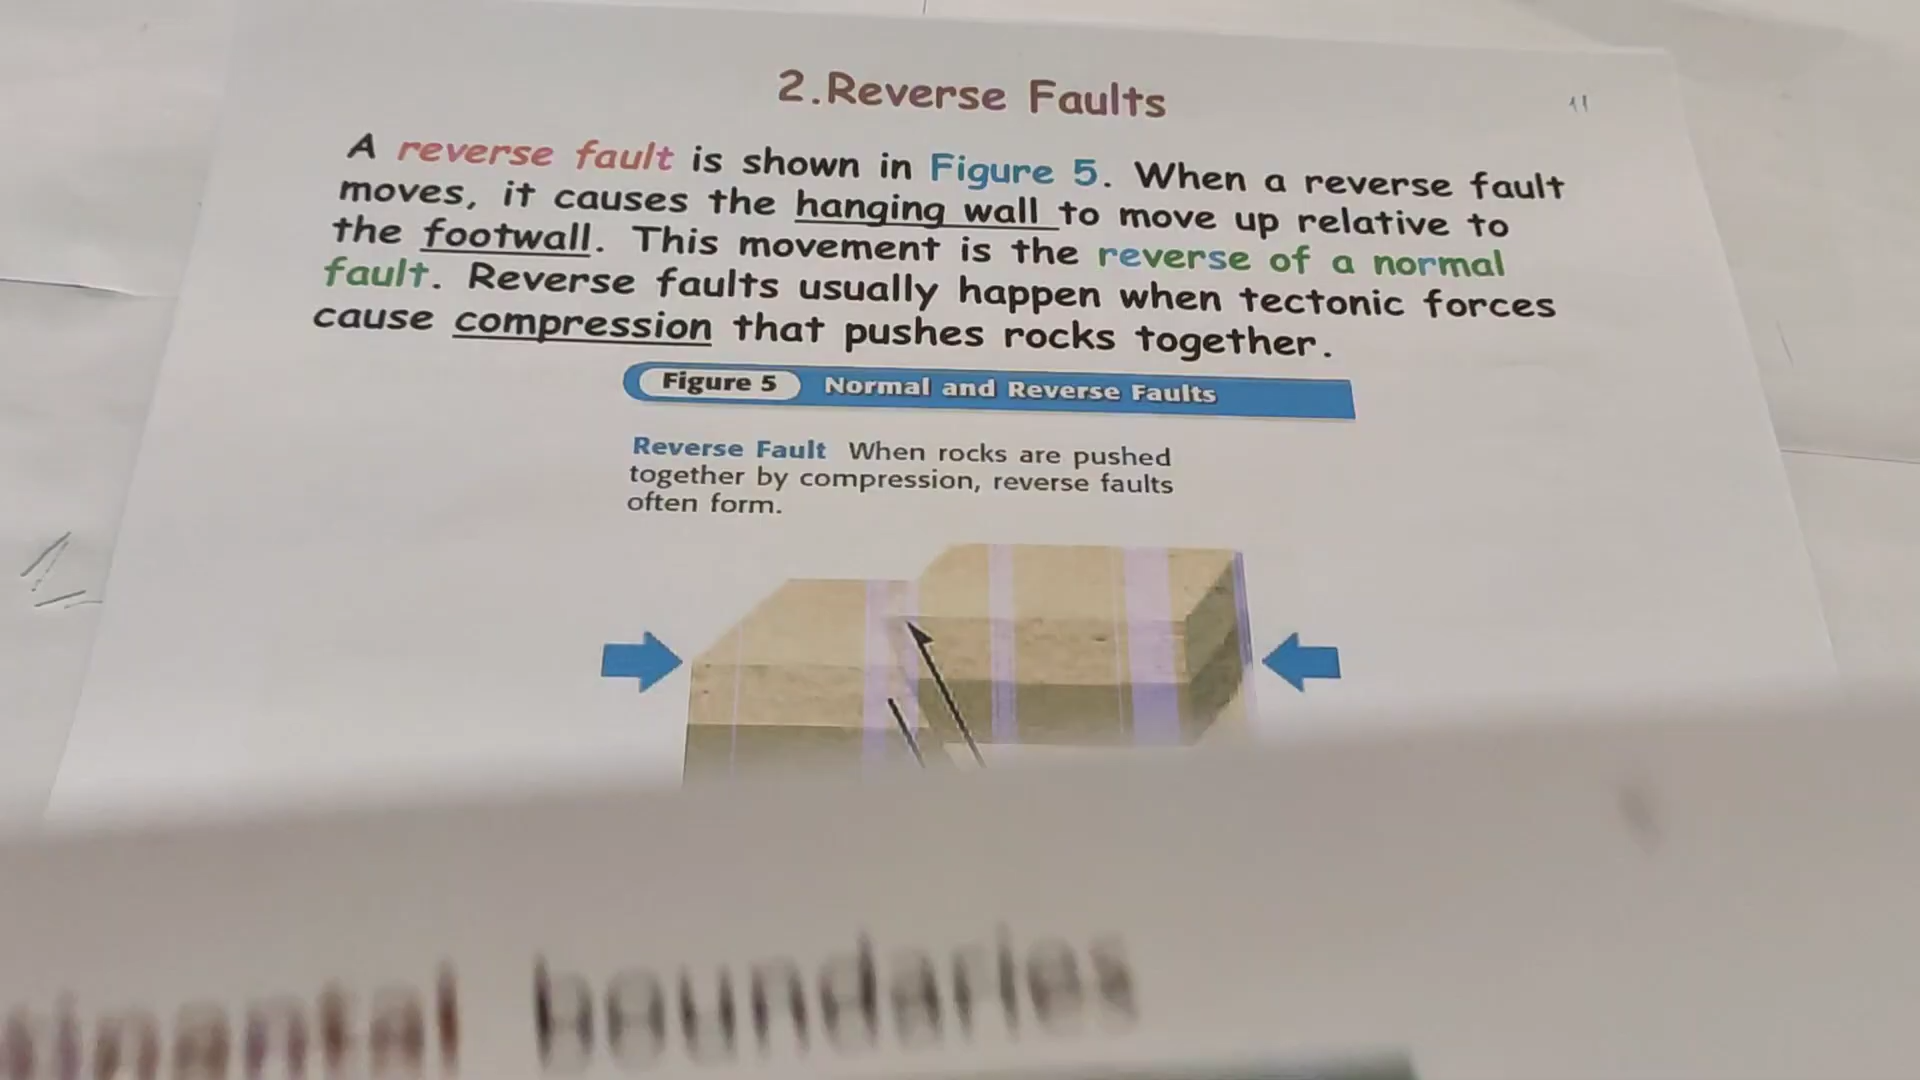 2.Reverse Faults
11
A reverse fault is shown in Figure 5. When a reverse fault
moves, it causes the hanging wall to move up relative to
the footwall. This movement is the reverse of a normal
fault. Reverse faults usually happen when tectonic forces
cause compression that pushes rocks together.
Figure 5 Normal and Reverse Faults
Reverse Fault When rocks are pushed
together by compression, reverse faults
often form.
boundaries